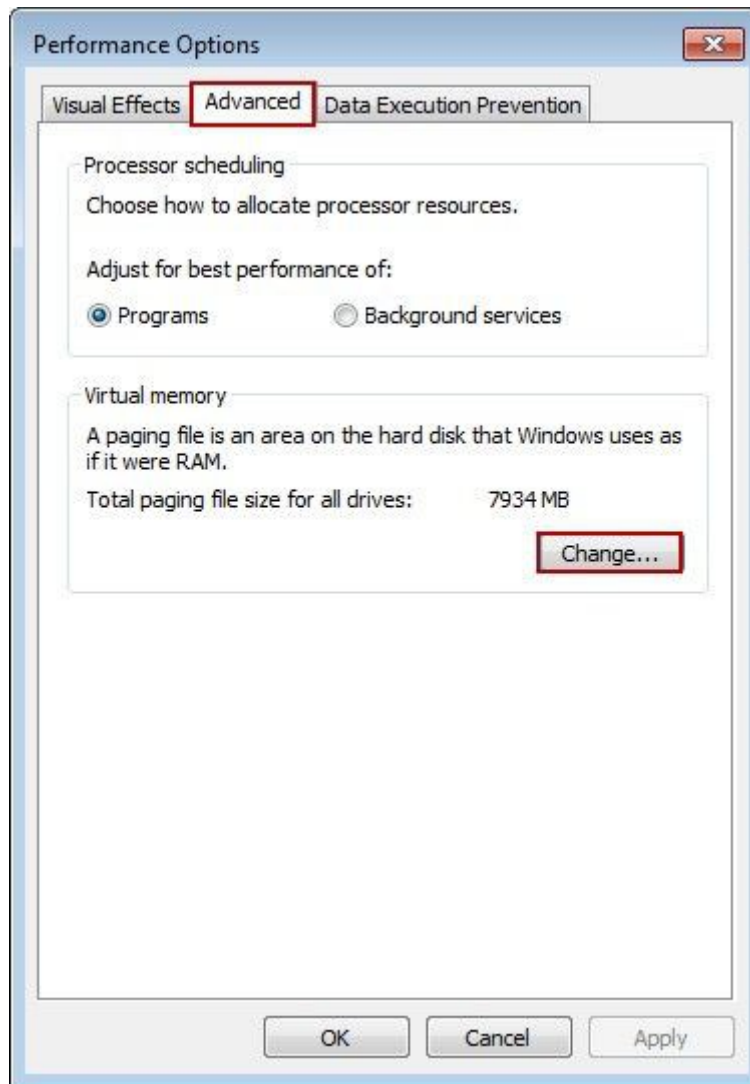 Performance Options
Visual Effects Advanced Data Execution Prevention
Processor scheduling
Choose how to allocate processor resources.
Adjust for best performance of:
Programs Background services
Virtual memory
A paging file is an area on the hard disk that Windows uses as
if it were RAM.
Total paging file size for all drives: 7934 MB
Change...
OK Cancel Apply